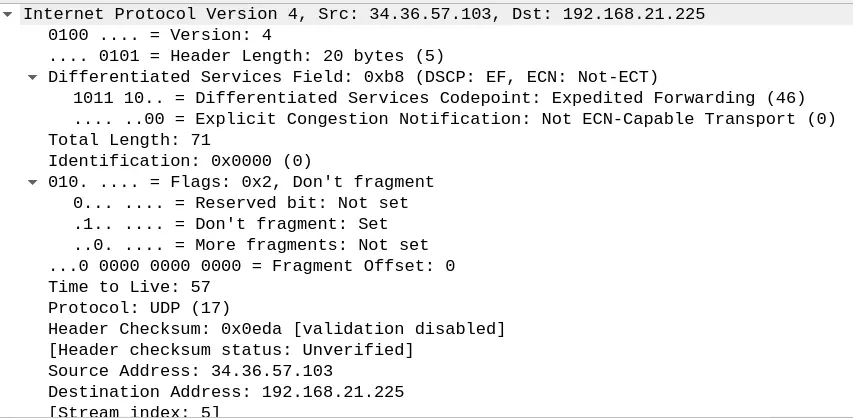 Internet Protocol Version 4, Src: 34.36.57.103, Dst: 192.168.21.225
0100 .... = Version: 4
.... 0101 = Header Length: 20 bytes (5)
Differentiated Services Field: 0xb8 (DSCP: EF, ECN: Not-ECT)
1011 10.. = Differentiated Services Codepoint: Expedited Forwarding (46)
.... ..00 = Explicit Congestion Notification: Not ECN-Capable Transport (0)
Total Length: 71
Identification: 0x0000 (0)
010. .... = Flags: 0x2, Don't fragment
0... .... = Reserved bit: Not set
.1.. .... = Don't fragment: Set
..0. .... = More fragments: Not set
...0 0000 0000 0000 = Fragment Offset: 0
Time to Live: 57
Protocol: UDP (17)
Header Checksum: 0x0eda [validation disabled]
[Header checksum status: Unverified]
Source Address: 34.36.57.103
Destination Address: 192.168.21.225
[Stream index: 5]